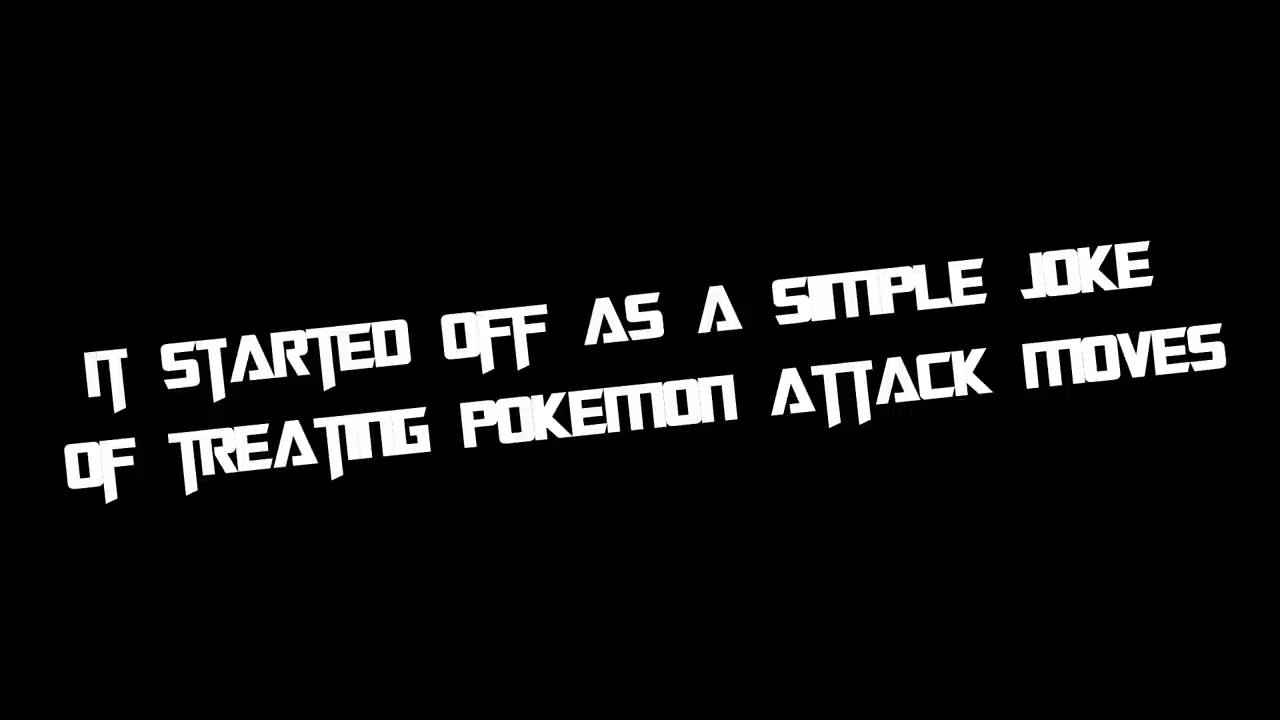 IT STARTED OFF AS A SIMPLE JOKE
OF TREATING POKEMON ATTACK MOVES